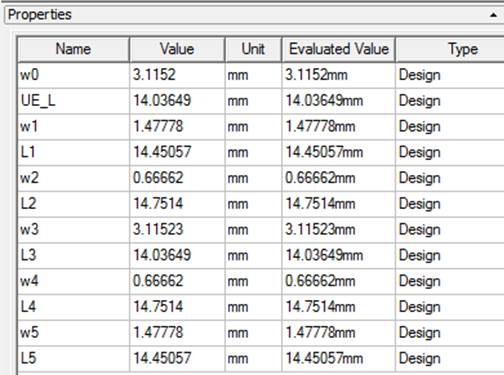 Properties
Name Value Unit Evaluated Value Type
w0 3.1152 mm 3.1152mm Design
UE_L 14.03649 mm 14.03649mm Design
w1 1.47778 mm 1.47778mm Design
L1 14.45057 mm 14.45057mm Design
w2 0.66662 mm 0.66662mm Design
L2 14.7514 mm 14.7514mm Design
w3 3.11523 mm 3.11523mm Design
L3 14.03649 mm 14.03649mm Design
w4 0.66662 mm 0.66662mm Design
L4 14.7514 mm 14.7514mm Design
w5 1.47778 mm 1.47778mm Design
L5 14.45057 mm 14.45057mm Design